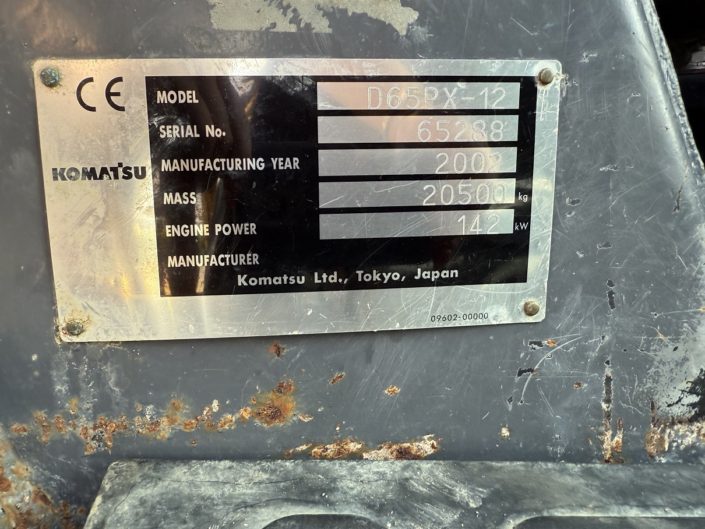 CE
KOMATSU
MODEL D65PX-12
SERIAL No. 65288
MANUFACTURING YEAR
MASS 20500 kg
ENGINE POWER 142 kW
MANUFACTURER
Komatsu Ltd., Tokyo, Japan
09602-00000